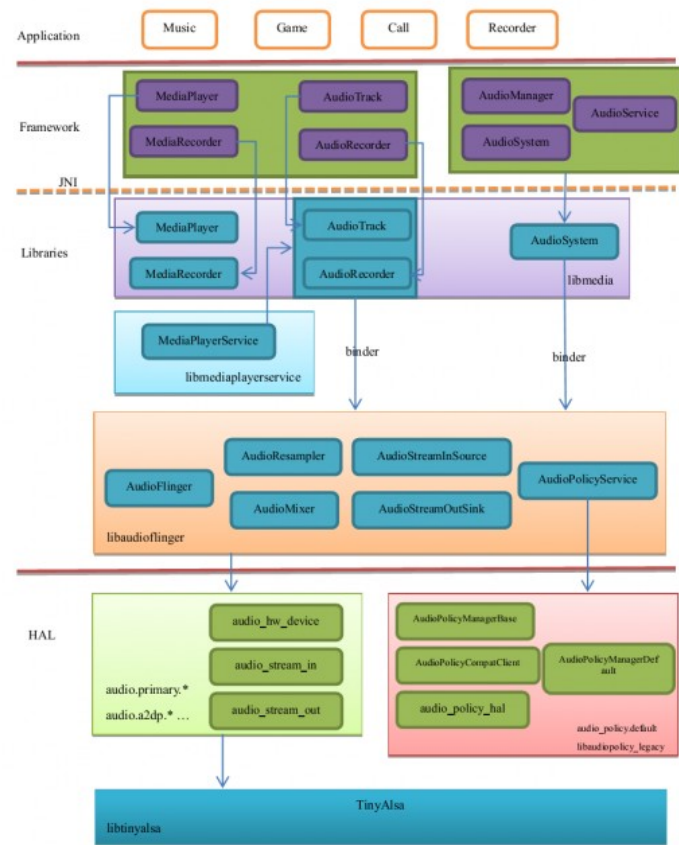 Application
Music
Game
Call
Recorder
Framework
MediaPlayer
AudioTrack
AudioManager
AudioService
MediaRecorder
AudioRecorder
AudioSystem
JNI
Libraries
MediaPlayer
AudioTrack
AudioSystem
MediaRecorder
AudioRecorder
libmedia
MediaPlayerService
libmediaplayerservice
binder
binder
AudioResampler
AudioStreamInSource
AudioFlinger
AudioPolicyService
AudioMixer
AudioStreamOutSink
libaudioflinger
HAL
audio_hw_device
audio_stream_in
audio_stream_out
audio.primary.*
audio.a2dp.* ...
AudioPolicyManagerBase
AudioPolicyCompatClient
AudioPolicyManagerDef
ault
audio_policy_hal
audio_policy.default
libaudiopolicy_legacy
TinyAlsa
libtinyalsa